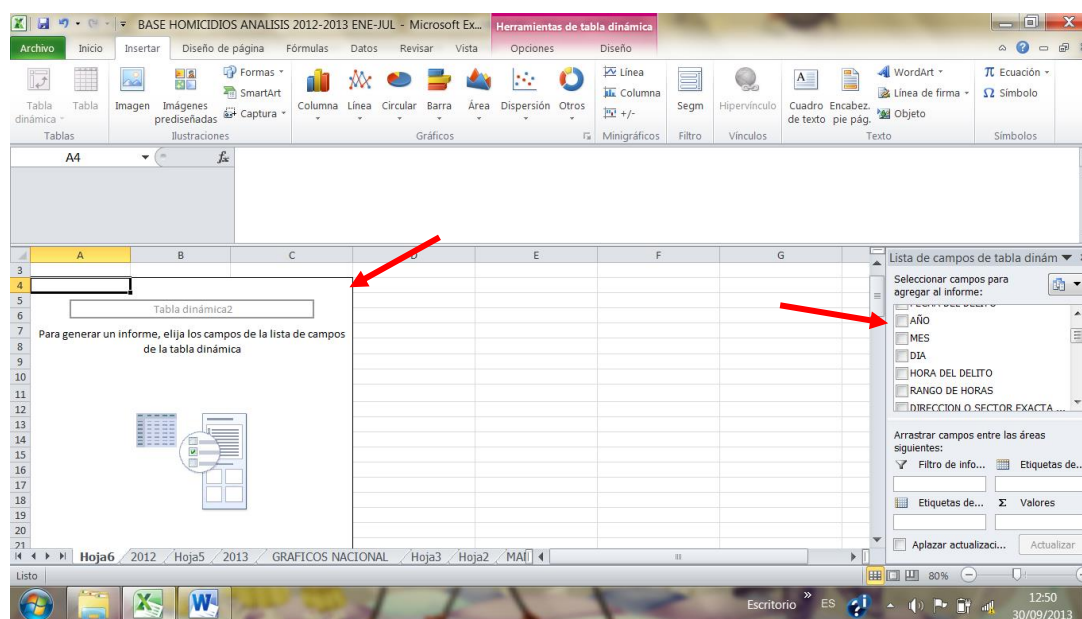 BASE HOMICIDIOS ANALISIS 2012-2013 ENE-JUL - Microsoft Ex...
Herramientas de tabla dinámica
Archivo Inicio Insertar Diseño de página Fórmulas Datos Revisar Vista Opciones Diseño
Tabla dinámica
Tabla
Imagen
Imágenes prediseñadas
Formas
SmartArt
Captura
Columna
Línea
Circular
Barra
Área
Dispersión
Otros
Línea
Columna
+/-
Segm
Hipervínculo
Cuadro de texto
Encabez. pie pág.
WordArt
Línea de firma
Objeto
Ecuación
Símbolo
Tablas Ilustraciones Gráficos Minigráficos Filtro Vínculos Texto Símbolos
A4 fx
A B C E F G
3
4
5
6
7
8
9
10
11
12
13
14
15
16
17
18
19
20
21
Tabla dinámica2
Para generar un informe, elija los campos de la lista de campos
de la tabla dinámica
Lista de campos de tabla dinám
Seleccionar campos para
agregar al informe:
AÑO
MES
DIA
HORA DEL DELITO
RANGO DE HORAS
DIRECCION O SECTOR EXACTA ...
Arrastrar campos entre las áreas
siguientes:
Filtro de info... Etiquetas de...
Etiquetas de... Σ Valores
Aplazar actualizaci... Actualizar
Hoja6 2012 Hoja5 2013 GRAFICOS NACIONAL Hoja3 Hoja2
Listo 80%
Escritorio » ES 12:50
30/09/2013